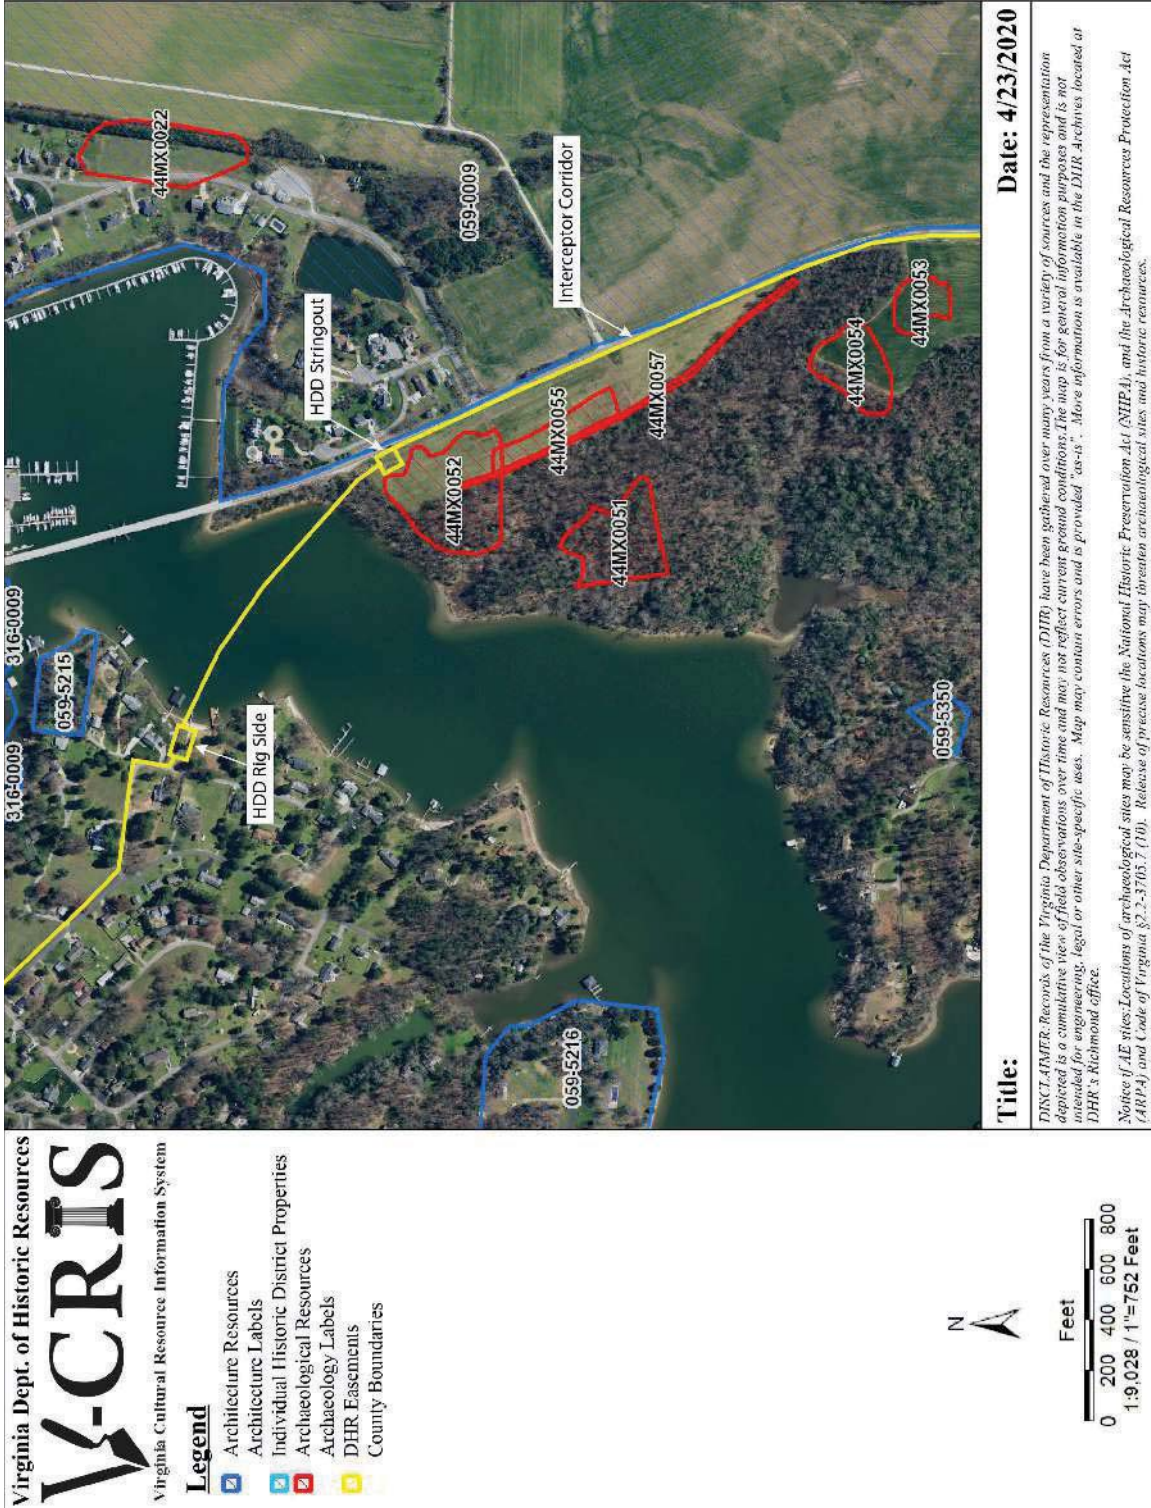 Virginia Dept. of Historic Resources
V-CRIS
Virginia Cultural Resource Information System
Legend
Architecture Resources
Architecture Labels
Individual Historic District Properties
Archaeological Resources
Archaeology Labels
DHR Easements
County Boundaries
N
Feet
0 200 400 600 800
1:9,028 / 1"=752 Feet
316-0009
316-0009
059-5215
44MX0022
059-0009
HDD Stringout
HDD Rig Side
Interceptor Corridor
44MX0052
44MX0055
44MX0057
44MX0051
44MX0054
44MX0053
059-5350
059-5216
Title:
Date: 4/23/2020
DISCLAIMER:Records of the Virginia Department of Historic Resources (DHR) have been gathered over many years from a variety of sources and the representation
depicted is a cumulative view of field observations over time and may not reflect current ground conditions.The map is for general information purposes and is not
intended for engineering, legal or other site-specific uses. Map may contain errors and is provided "as-is". More information is available in the DHR Archives located at
DHR's Richmond office.
Notice if AE sites:Locations of archaeological sites may be sensitive the National Historic Preservation Act (NHPA), and the Archaeological Resources Protection Act
(ARPA) and Code of Virginia §2.2-3705.7 (10). Release of precise locations may threaten archaeological sites and historic resources.